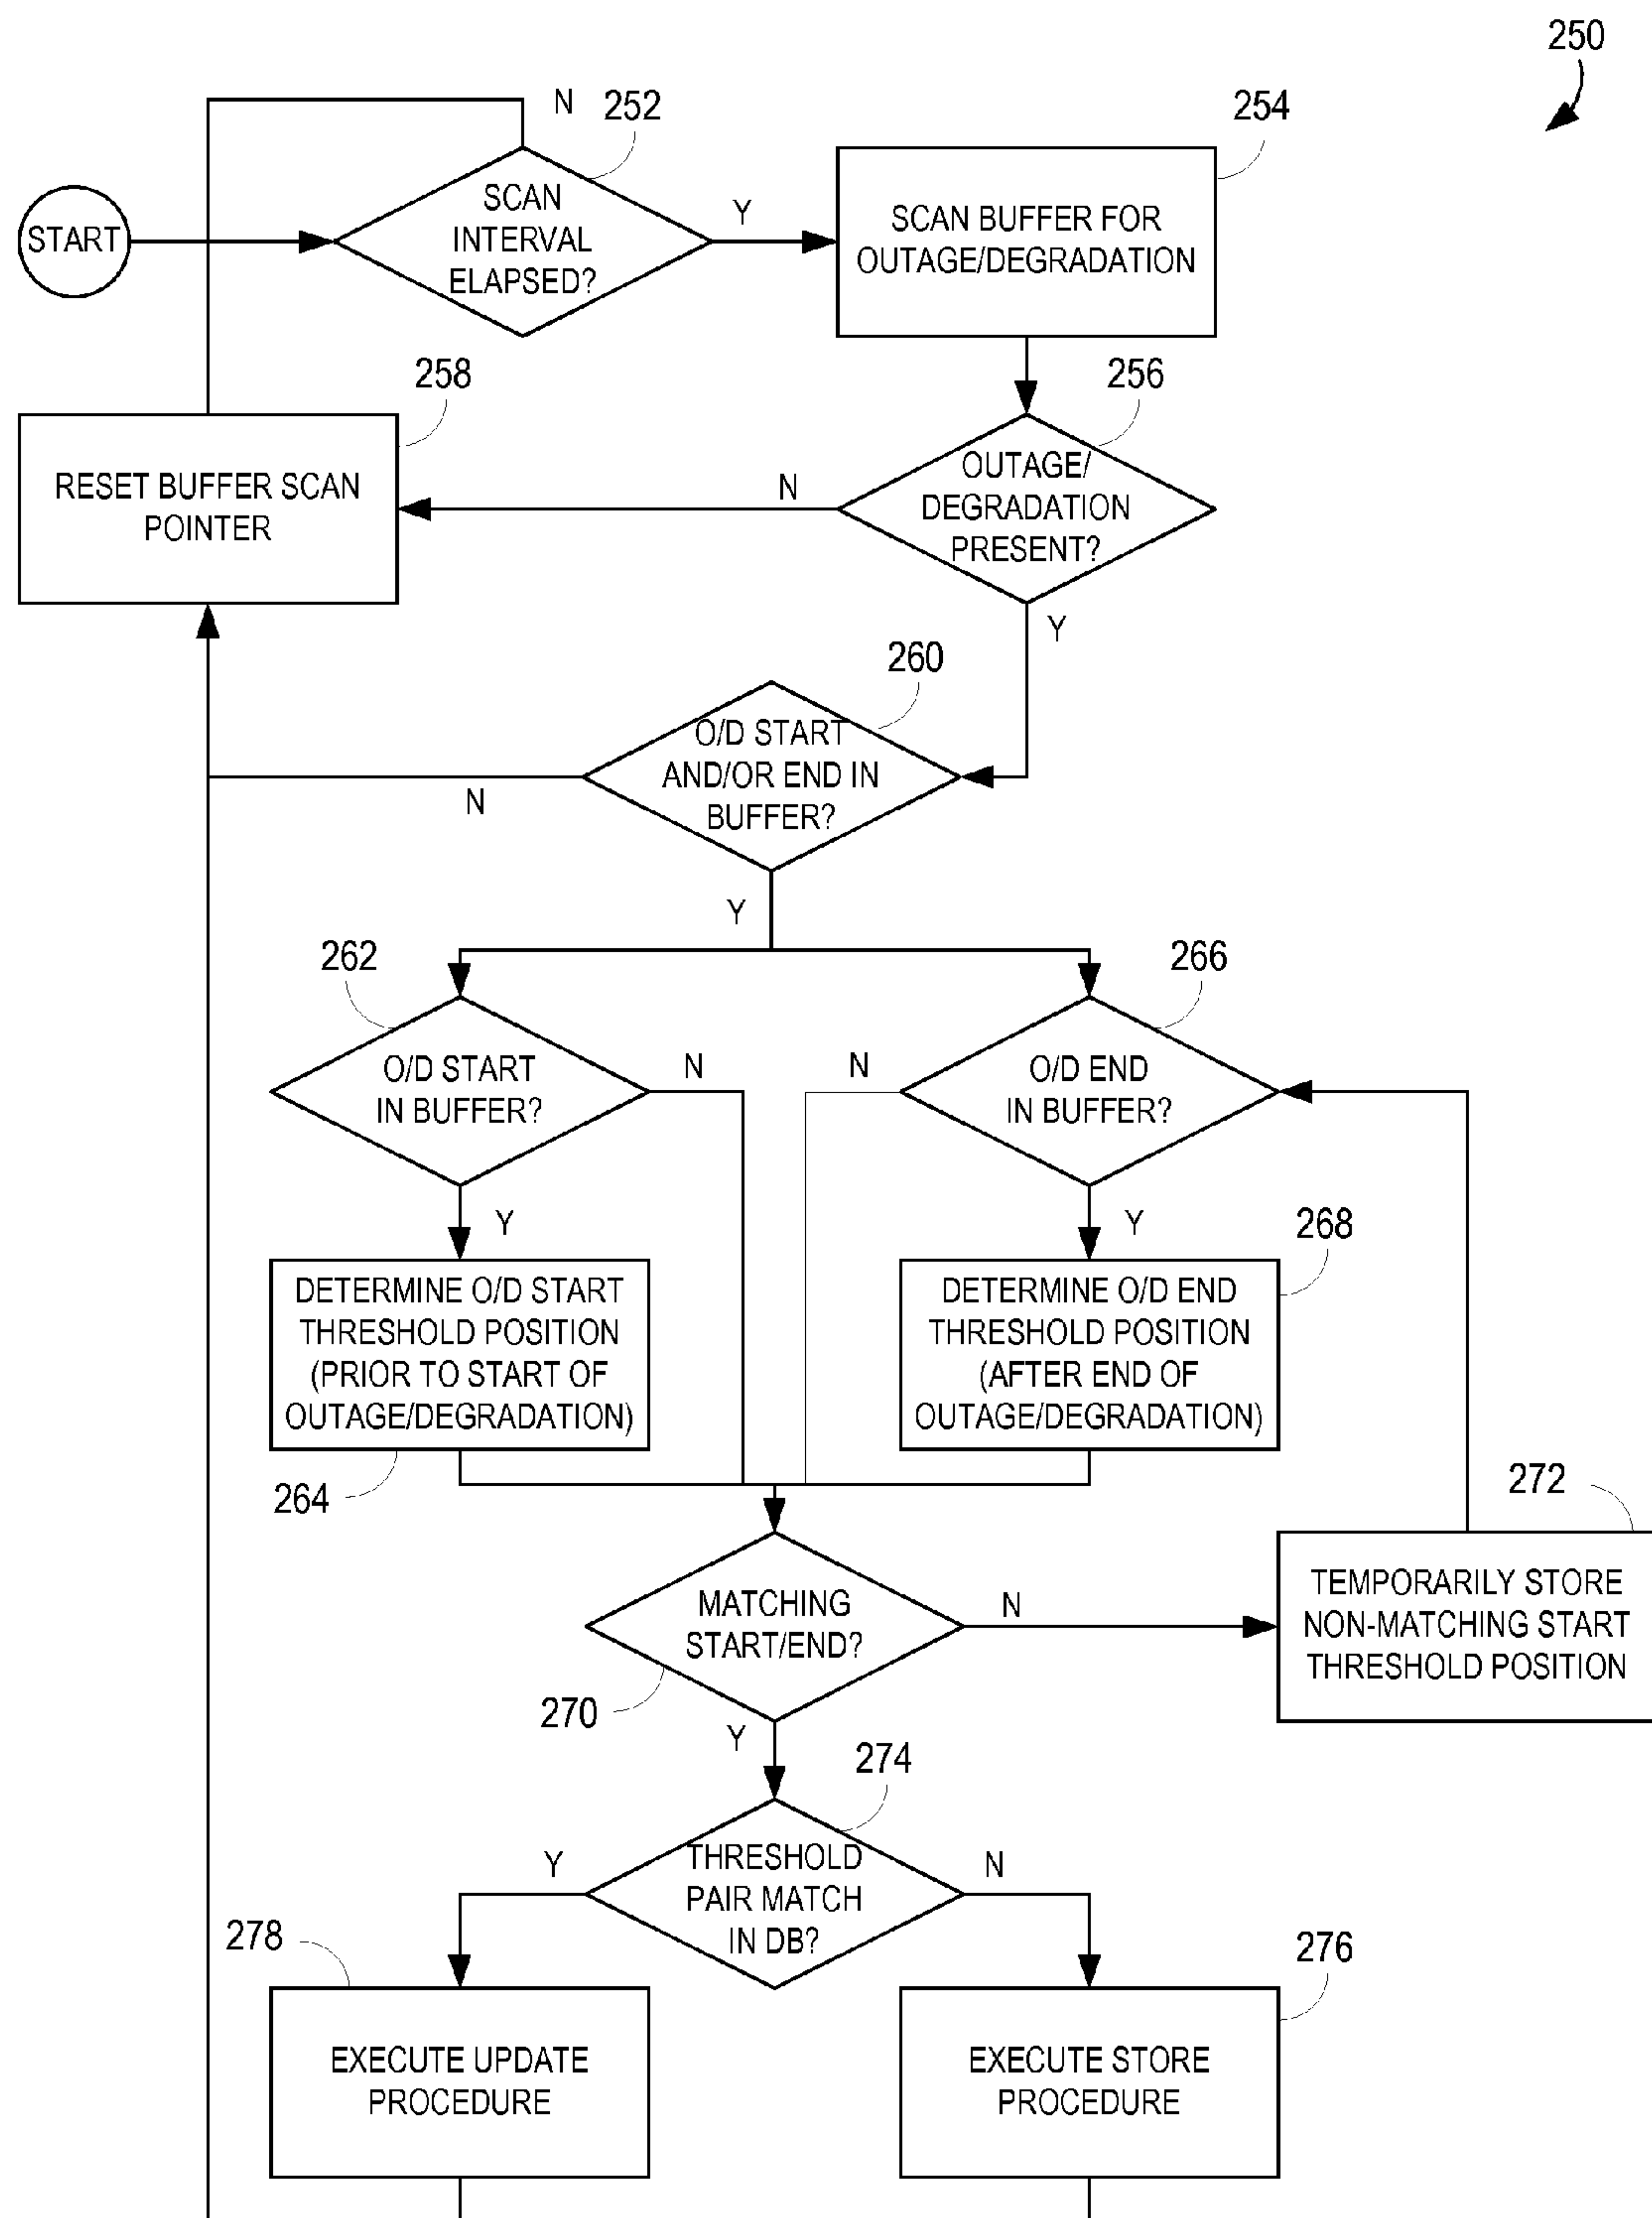 250
N
252
254
START
SCAN
INTERVAL
ELAPSED?
Y
SCAN BUFFER FOR
OUTAGE/DEGRADATION
258
256
RESET BUFFER SCAN
POINTER
N
OUTAGE/
DEGRADATION
PRESENT?
Y
260
O/D START
AND/OR END IN
BUFFER?
N
Y
262
266
O/D START
IN BUFFER?
N
N
O/D END
IN BUFFER?
Y
Y
268
DETERMINE O/D START
THRESHOLD POSITION
(PRIOR TO START OF
OUTAGE/DEGRADATION)
DETERMINE O/D END
THRESHOLD POSITION
(AFTER END OF
OUTAGE/DEGRADATION)
264
272
MATCHING
START/END?
N
TEMPORARILY STORE
NON-MATCHING START
THRESHOLD POSITION
270
Y
274
Y
THRESHOLD
PAIR MATCH
IN DB?
N
278
276
EXECUTE UPDATE
PROCEDURE
EXECUTE STORE
PROCEDURE